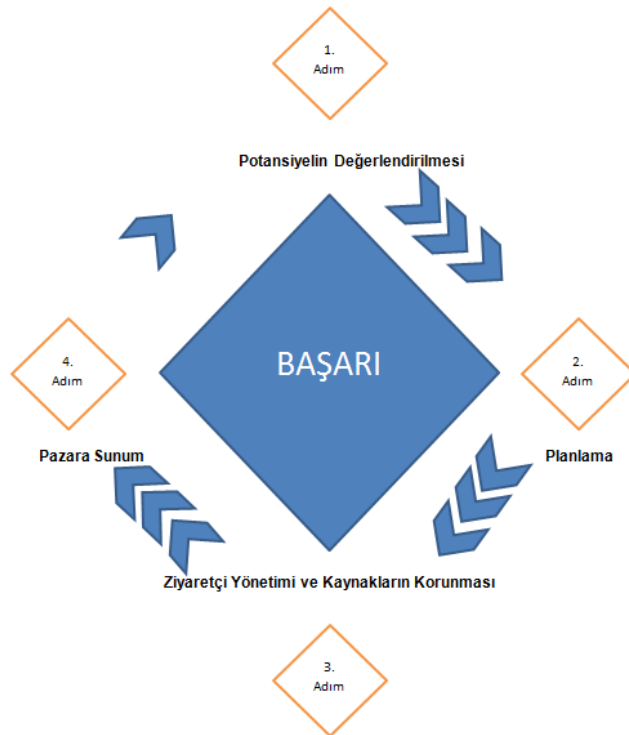 1.
Adım
Potansiyelin Değerlendirilmesi
BAŞARI
4.
Adım
2.
Adım
Pazara Sunum
Planlama
Ziyaretçi Yönetimi ve Kaynakların Korunması
3.
Adım